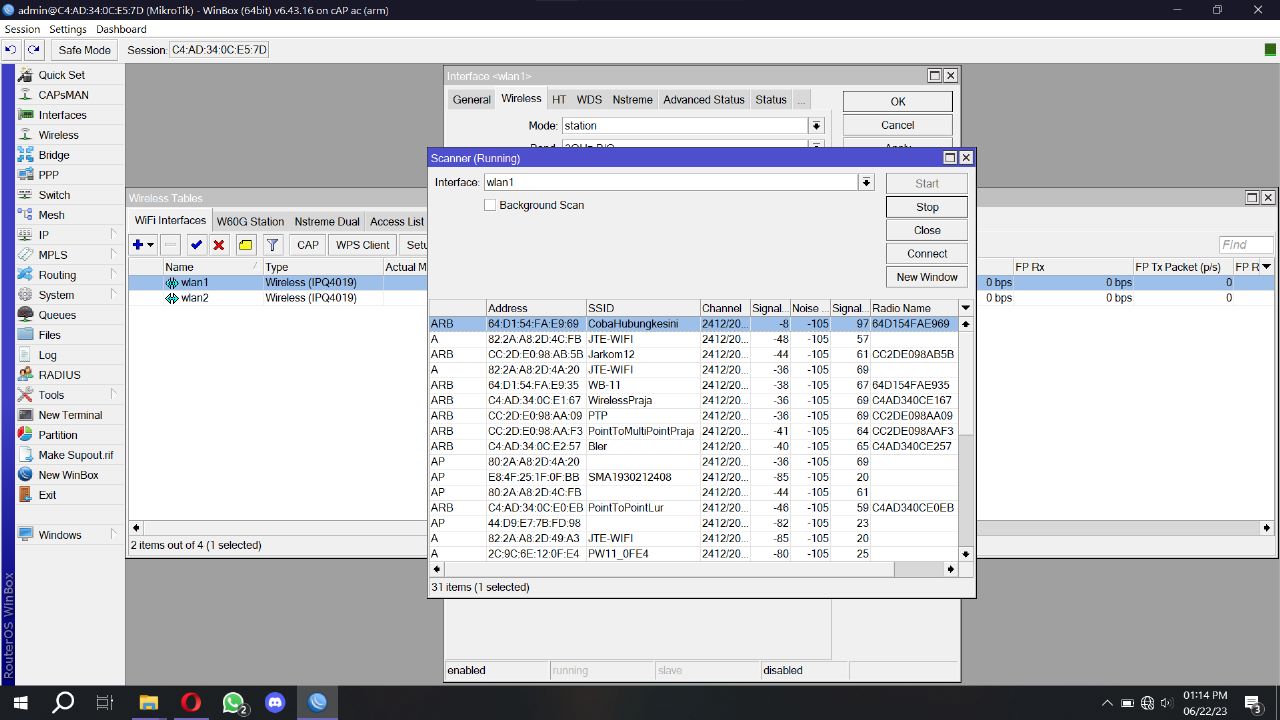 admin@C4:AD:34:0C:E5:7D (MikroTik) - WinBox (64bit) v6.43.16 on cAP ac (arm)
Session Settings Dashboard
Safe Mode Session: C4:AD:34:0C:E5:7D
Quick Set
CAPsMAN
Interfaces
Wireless
Bridge
PPP
Switch
Mesh
IP
MPLS
Routing
System
Queues
Files
Log
RADIUS
Tools
New Terminal
Partition
Make Supout.rif
New WinBox
Exit
Windows
RouterOS WinBox
Interface <wlan1>
General Wireless HT WDS Nstreme Advanced Status Status ...
Mode: station
OK
Cancel
Wireless Tables
WiFi Interfaces W60G Station Nstreme Dual Access List
CAP WPS Client Setu
Find
Name Type Actual M FP Rx FP Tx Packet (p/s) FP R
wlan1 Wireless (IPQ4019) 0 bps 0 bps 0
wlan2 Wireless (IPQ4019) 0 bps 0 bps 0
2 items out of 4 (1 selected)
Scanner (Running)
Interface: wlan1
Background Scan
Start
Stop
Close
Connect
New Window
Address SSID Channel Signal... Noise ... Signal... Radio Name
ARB 64:D1:54:FA:E9:69 CobaHubungkesini 2412/20... -8 -105 97 64D154FAE969
A 82:2A:A8:2D:4C:FB JTE-WIFI 2412/20... -48 -105 57
ARB CC:2D:E0:98:AB:5B Jarkom12 2412/20... -44 -105 61 CC2DE098AB5B
A 82:2A:A8:2D:4A:20 JTE-WIFI 2412/20... -36 -105 69
ARB 64:D1:54:FA:E9:35 WB-11 2412/20... -38 -105 67 64D154FAE935
ARB C4:AD:34:0C:E1:67 WirelesPraja 2412/20... -36 -105 69 C4AD340CE167
ARB CC:2D:E0:98:AA:09 PTP 2412/20... -36 -105 69 CC2DE098AA09
ARB CC:2D:E0:98:AA:F3 PointToMultiPointPraja 2412/20... -41 -105 64 CC2DE098AAF3
ARB C4:AD:34:0C:E2:57 Bler 2412/20... -40 -105 65 C4AD340CE257
AP 80:2A:A8:2D:4A:20 2412/20... -36 -105 69
AP E8:4F:25:1F:0F:BB SMA1930212408 2412/20... -85 -105 20
AP 80:2A:A8:2D:4C:FB 2412/20... -44 -105 61
ARB C4:AD:34:0C:E0:EB PointToPointLur 2412/20... -46 -105 59 C4AD340CE0EB
AP 44:D9:E7:7B:FD:98 2412/20... -82 -105 23
A 82:2A:A8:2D:49:A3 JTE-WIFI 2412/20... -85 -105 20
A 2C:9C:6E:12:0F:E4 PW11_0FE4 2412/20... -80 -105 25
31 items (1 selected)
enabled running slave disabled
2
01:14 PM
06/22/23
3